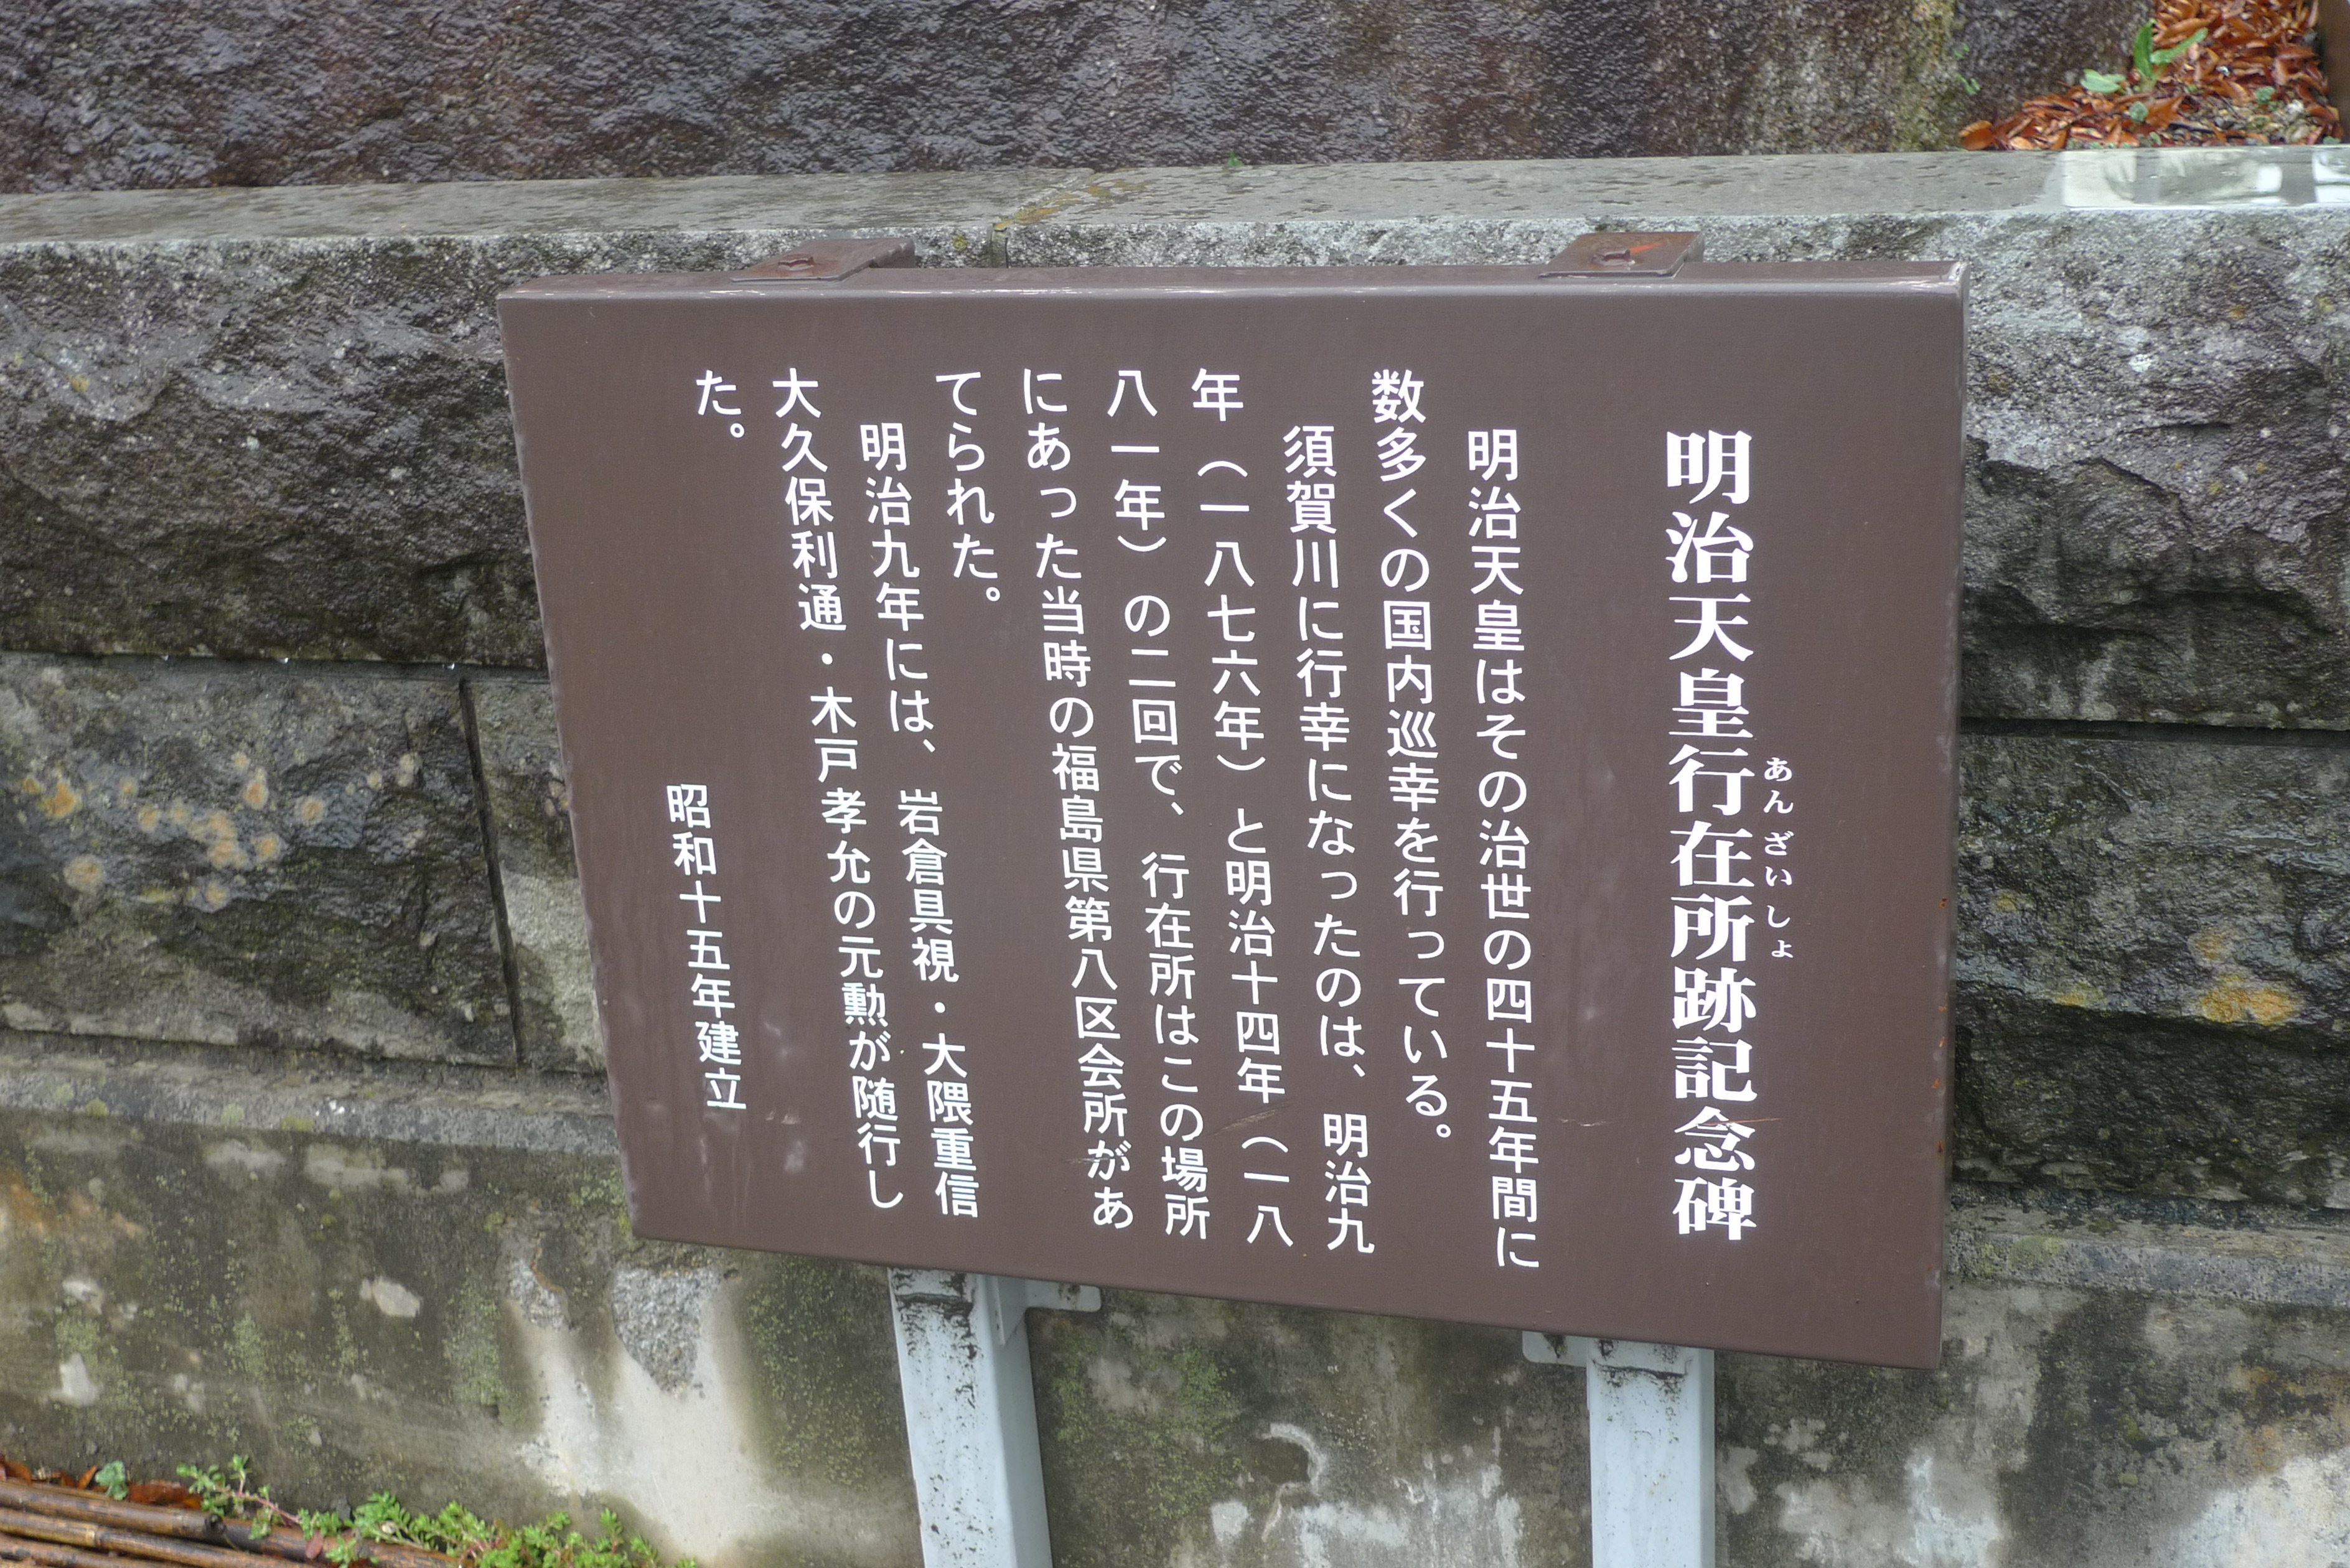 明治天皇行在所跡記念碑
あんざいしょ
明治天皇はその治世の四十五年間に
数多くの国内巡幸を行っている。
須賀川に行幸になったのは、明治九
年（一八七六年）と明治十四年（一八
八一年）の二回で、行在所はこの場所
にあった当時の福島県第八区会所があ
てられた。
明治九年には、岩倉具視・大隈重信
大久保利通・木戸孝允の元勲が随行し
た。
昭和十五年建立